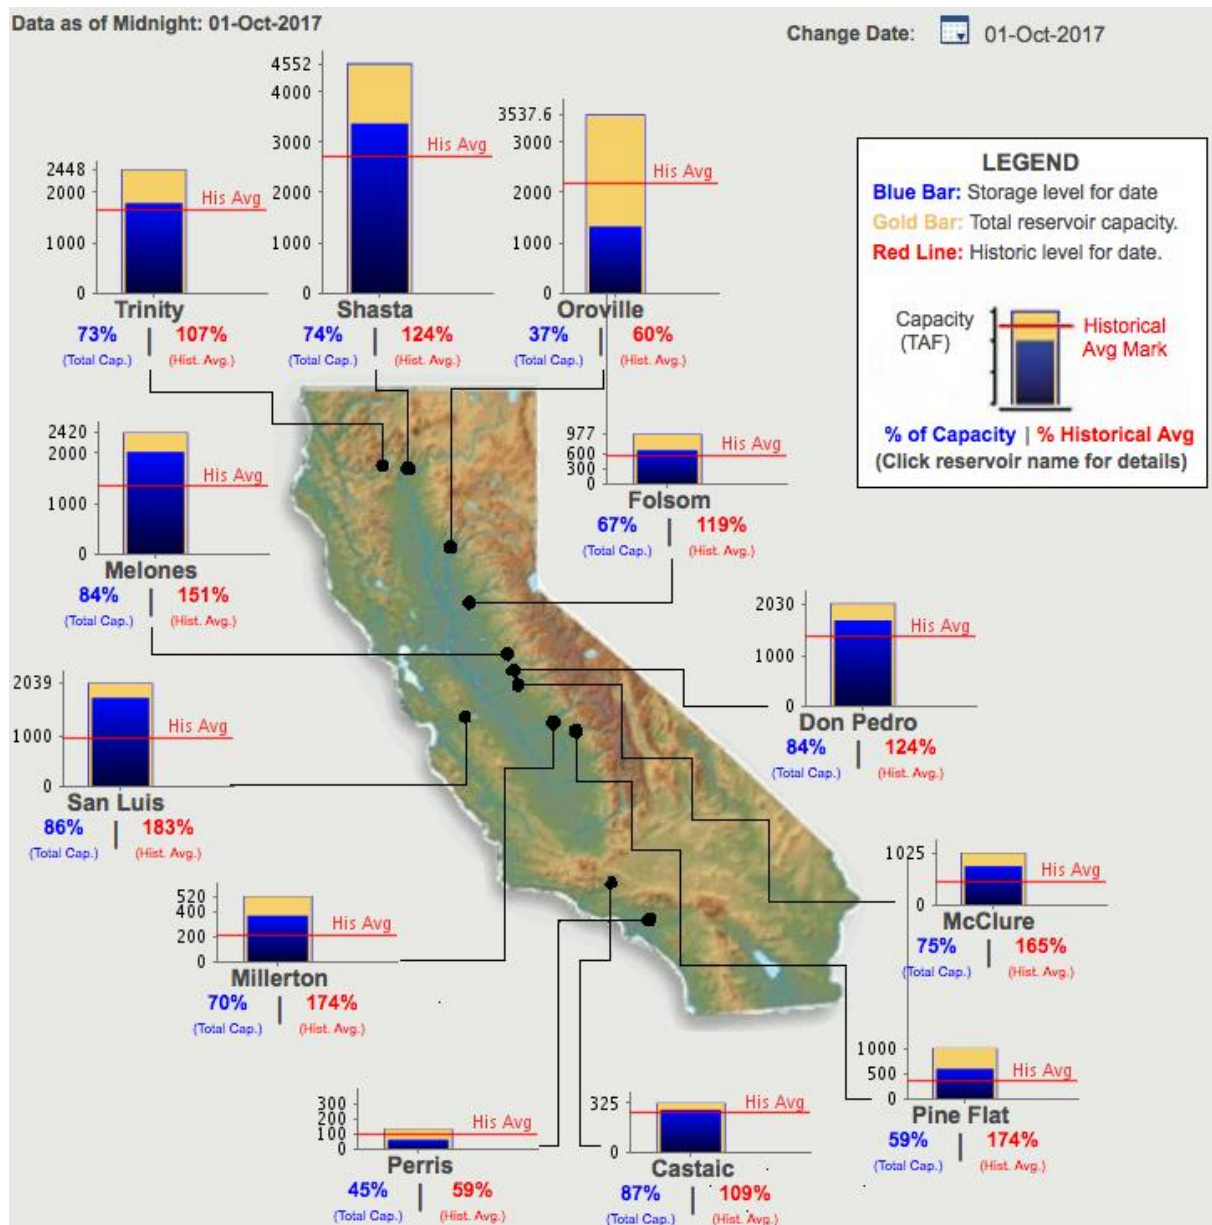 Data as of Midnight: 01-Oct-2017
Change Date: 01-Oct-2017
4552
4000
3000
2000
1000
0
His Avg
Shasta
74% | 124%
(Total Cap.) (Hist. Avg.)
3537.6
3000
2000
1000
0
His Avg
Oroville
37% | 60%
(Total Cap.) (Hist. Avg.)
2448
2000
1000
0
His Avg
Trinity
73% | 107%
(Total Cap.) (Hist. Avg.)
LEGEND
Blue Bar: Storage level for date
Gold Bar: Total reservoir capacity.
Red Line: Historic level for date.
Capacity
(TAF)
Historical
Avg Mark
% of Capacity | % Historical Avg
(Click reservoir name for details)
2420
2000
1000
0
His Avg
Melones
84% | 151%
(Total Cap.) (Hist. Avg.)
977
600
300
0
His Avg
Folsom
67% | 119%
(Total Cap.) (Hist. Avg.)
2030
1000
0
His Avg
Don Pedro
84% | 124%
(Total Cap.) (Hist. Avg.)
2039
1000
0
His Avg
San Luis
86% | 183%
(Total Cap.) (Hist. Avg.)
1025
0
His Avg
McClure
75% | 165%
(Total Cap.) (Hist. Avg.)
520
400
200
0
His Avg
Millerton
70% | 174%
(Total Cap.) (Hist. Avg.)
1000
500
0
His Avg
Pine Flat
59% | 174%
(Total Cap.) (Hist. Avg.)
300
200
100
0
His Avg
Perris
45% | 59%
(Total Cap.) (Hist. Avg.)
325
0
His Avg
Castaic
87% | 109%
(Total Cap.) (Hist. Avg.)